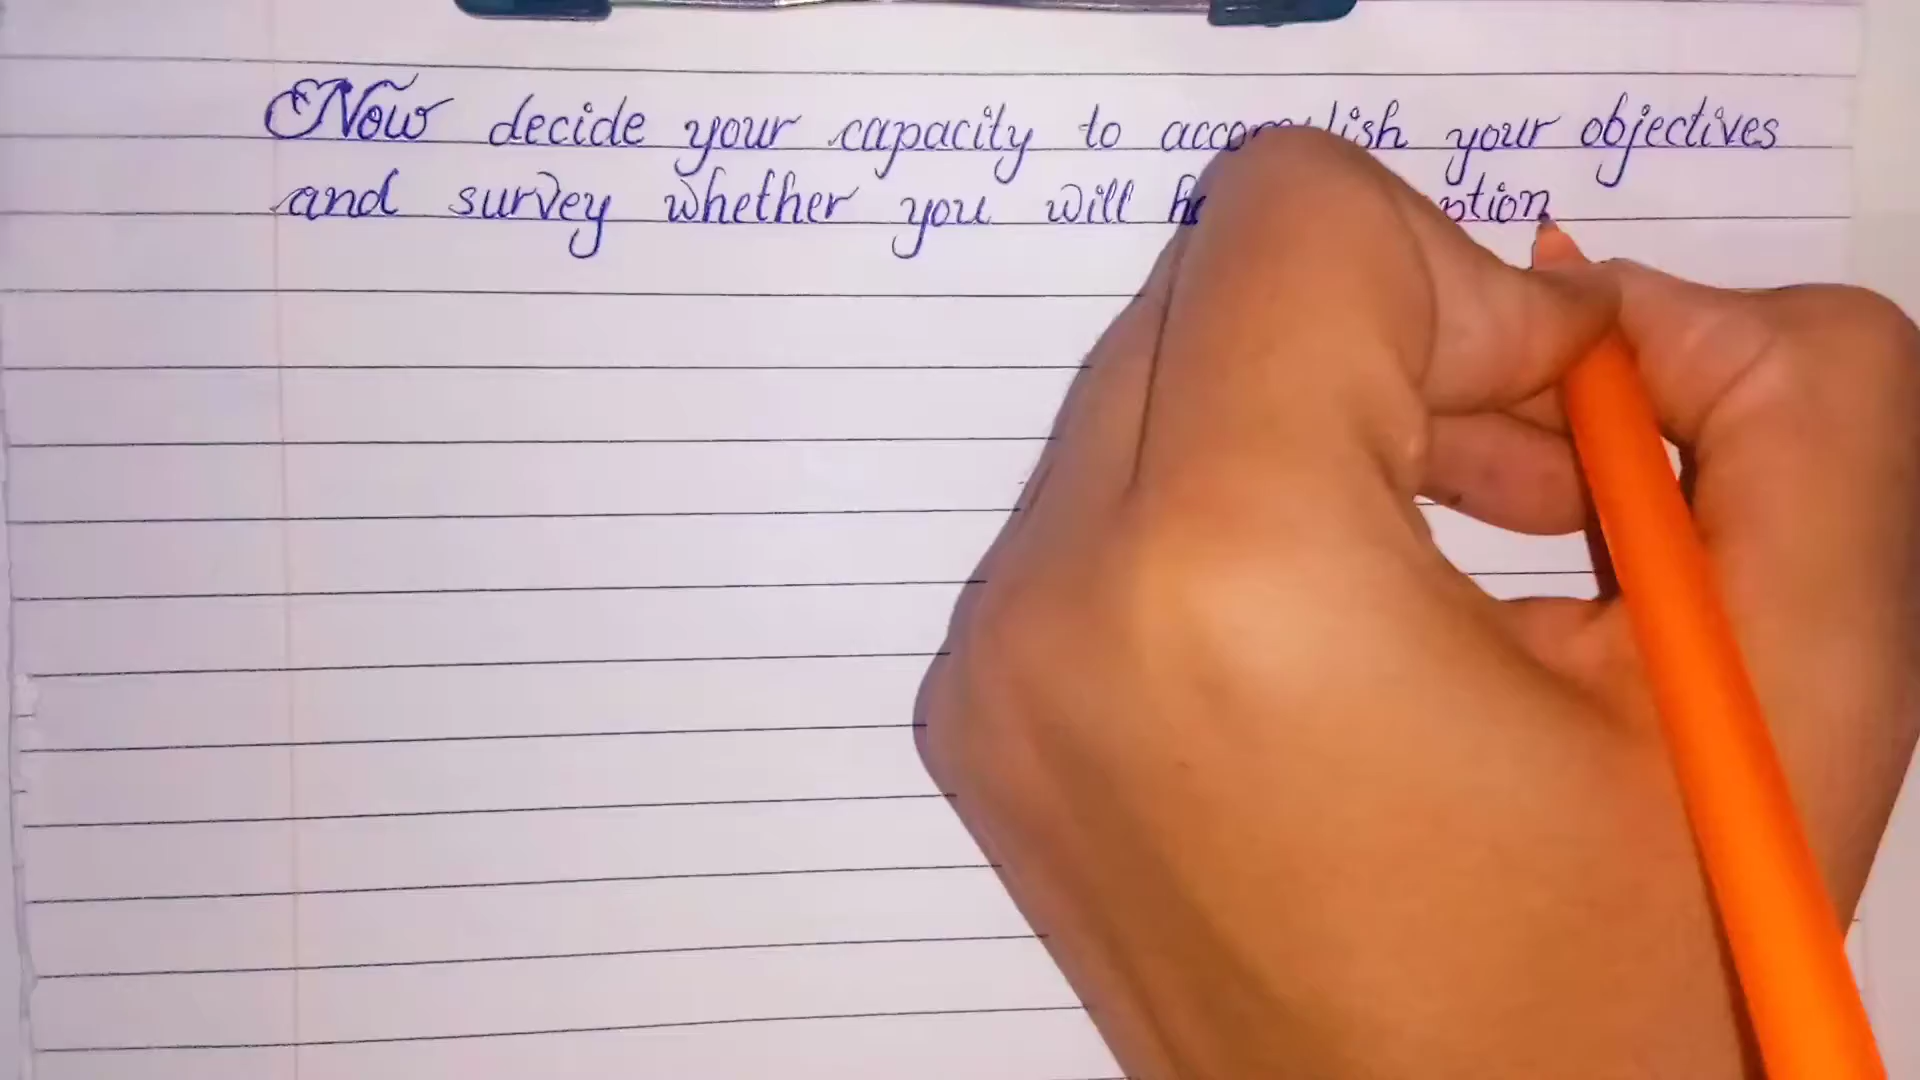 Now decide your capacity to accomplish your objectives
and survey whether you will